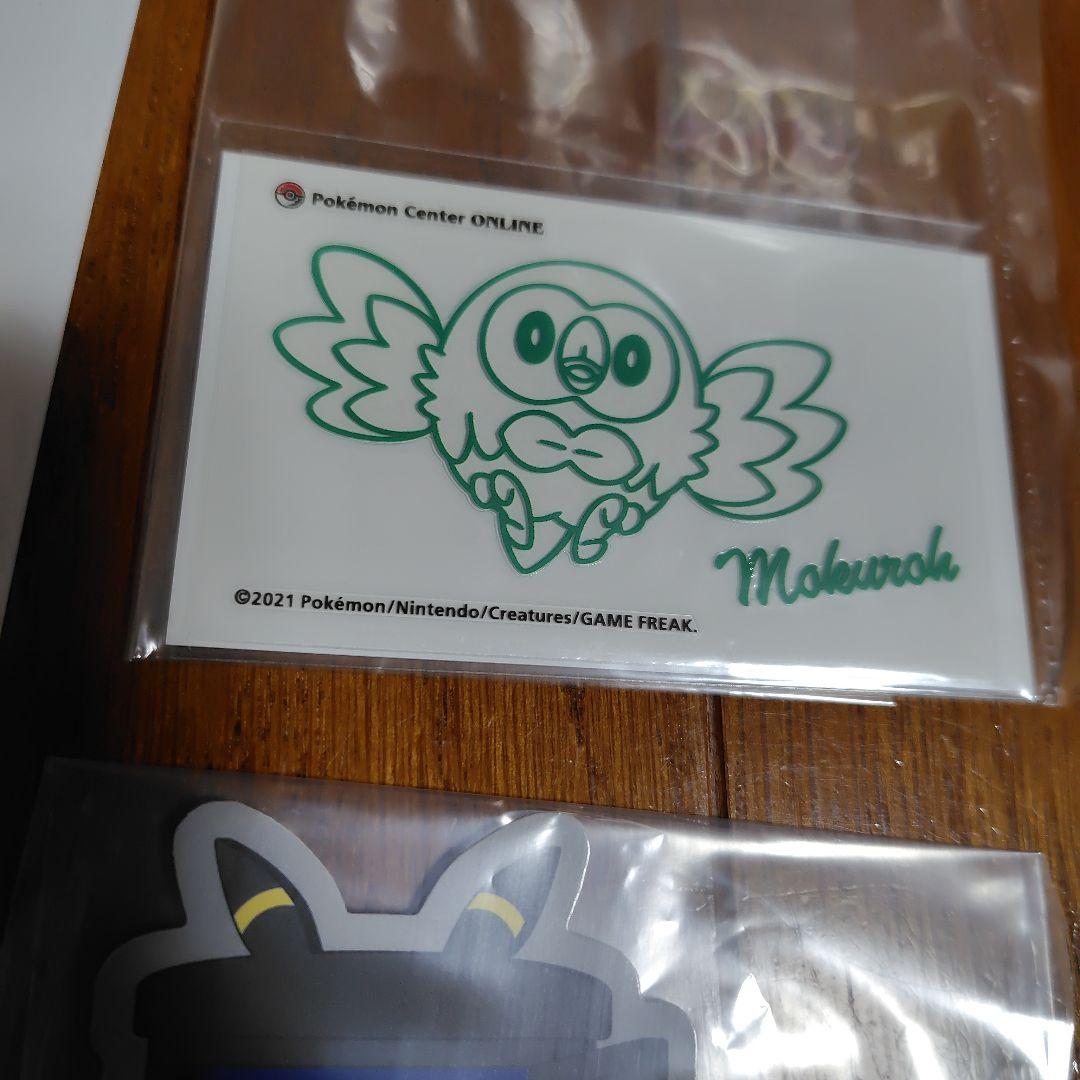 Pokémon Center ONLINE
Mokuroh
©2021 Pokémon/Nintendo/Creatures/GAME FREAK.